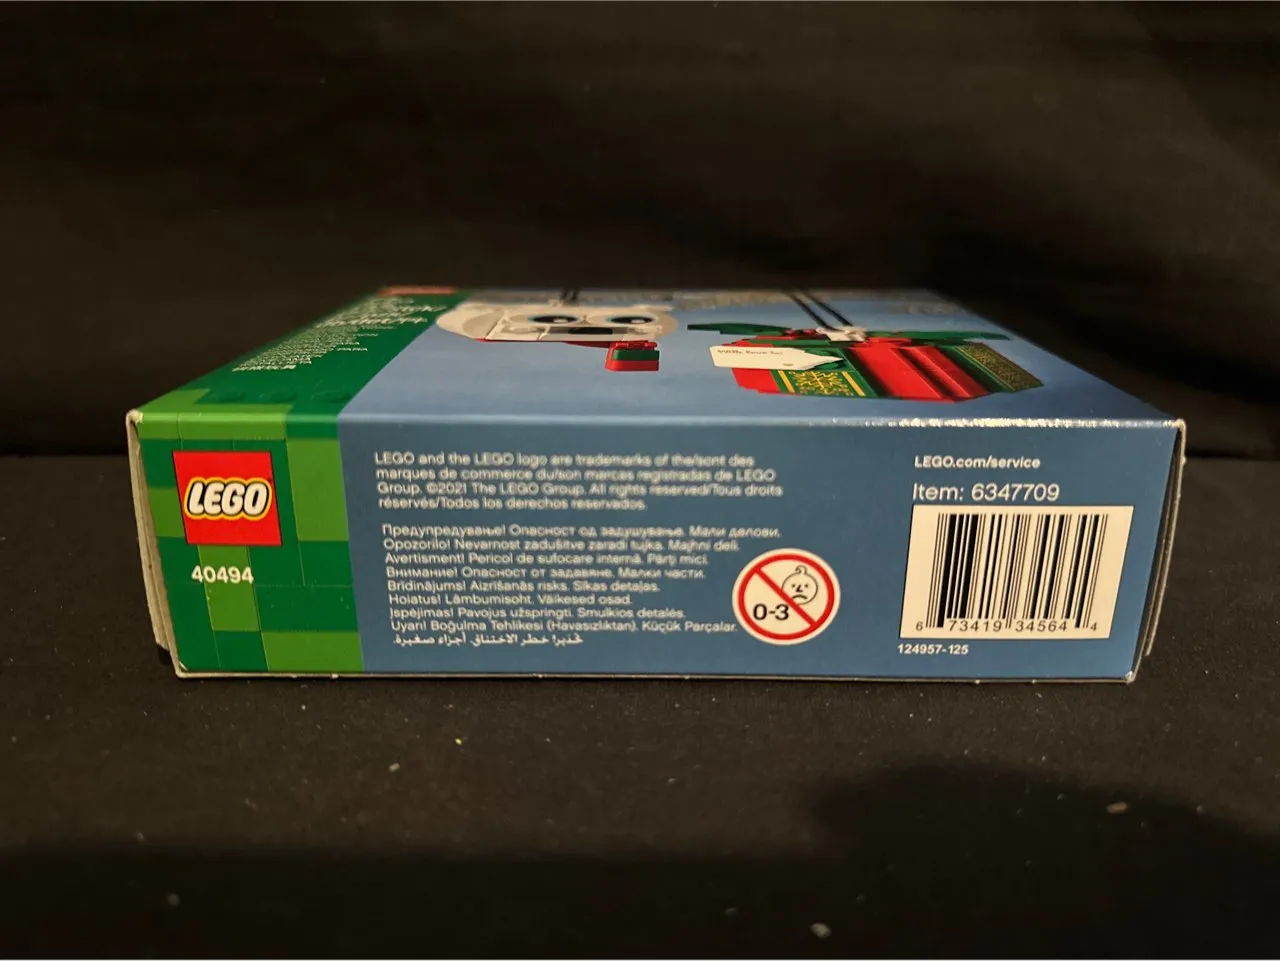 LEGO
40494
LEGO and the LEGO logo are trademarks of the/sont des
marques de commerce du/son marcas registradas de LEGO
Group. ©2021 The LEGO Group. All rights reserved/Tous droits
réservés/Todos los derechos reservados.
Предупредување! Опасност од задушување. Мали делови.
Opozorilo! Nevarnost zadušitve zaradi tujka. Majhni deli.
Avertisment! Pericol de sufocare internă. Părți mici.
Внимание! Опасност от задавяне. Малки части.
Brīdinājums! Aizrīšanās risks. Sīkas detaļas.
Hoiatus! Lämbumisoht. Väikesed osad.
Įspėjimas! Pavojus užspringti. Smulkios detalės.
Uyarı! Boğulma Tehlikesi (Havasızlıktan). Küçük Parçalar.
تحذير! خطر الاختناق. أجزاء صغيرة.
0-3
LEGO.com/service
Item: 6347709
6 73419 34564 4
124957-125